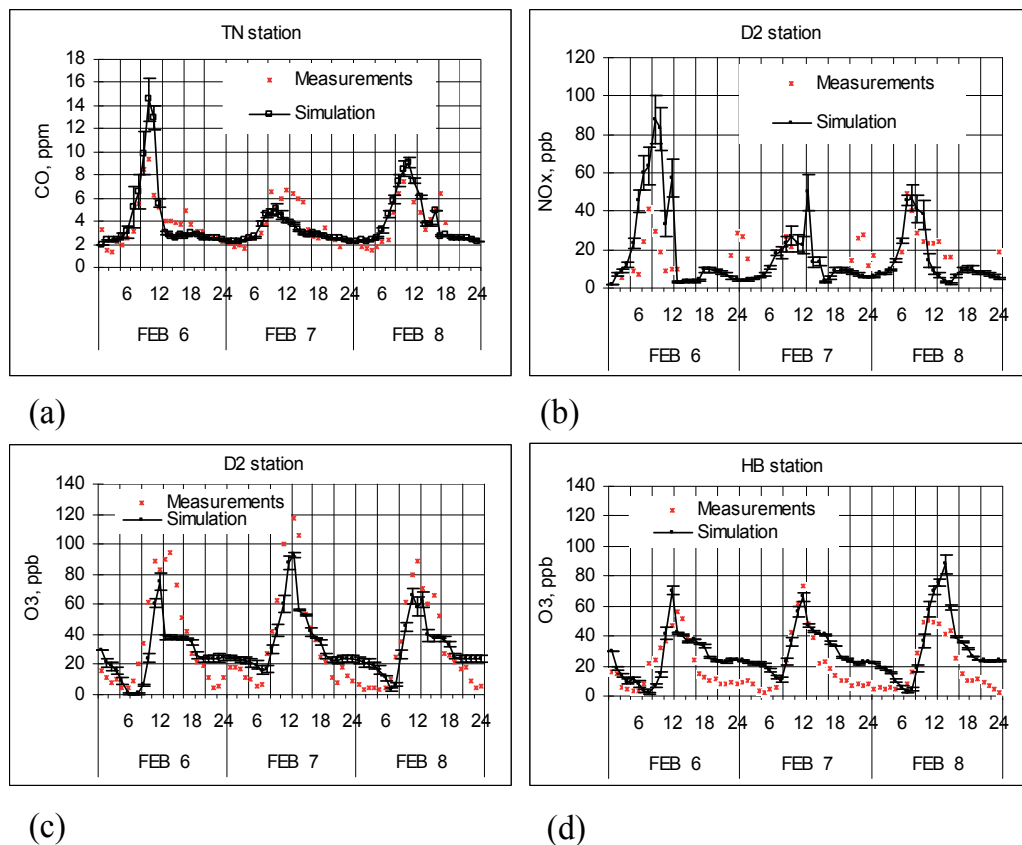 TN station
CO, ppm
18
16
14
12
10
8
6
4
2
0
Measurements
Simulation
6 12 18 24 6 12 18 24 6 12 18 24
FEB 6 FEB 7 FEB 8
(a)
D2 station
NOx, ppb
120
100
80
60
40
20
0
Measurements
Simulation
6 12 18 24 6 12 18 24 6 12 18 24
FEB 6 FEB 7 FEB 8
(b)
D2 station
O3, ppb
140
120
100
80
60
40
20
0
Measurements
Simulation
6 12 18 24 6 12 18 24 6 12 18 24
FEB 6 FEB 7 FEB 8
(c)
HB station
O3, ppb
140
120
100
80
60
40
20
0
Measurements
Simulation
6 12 18 24 6 12 18 24 6 12 18 24
FEB 6 FEB 7 FEB 8
(d)